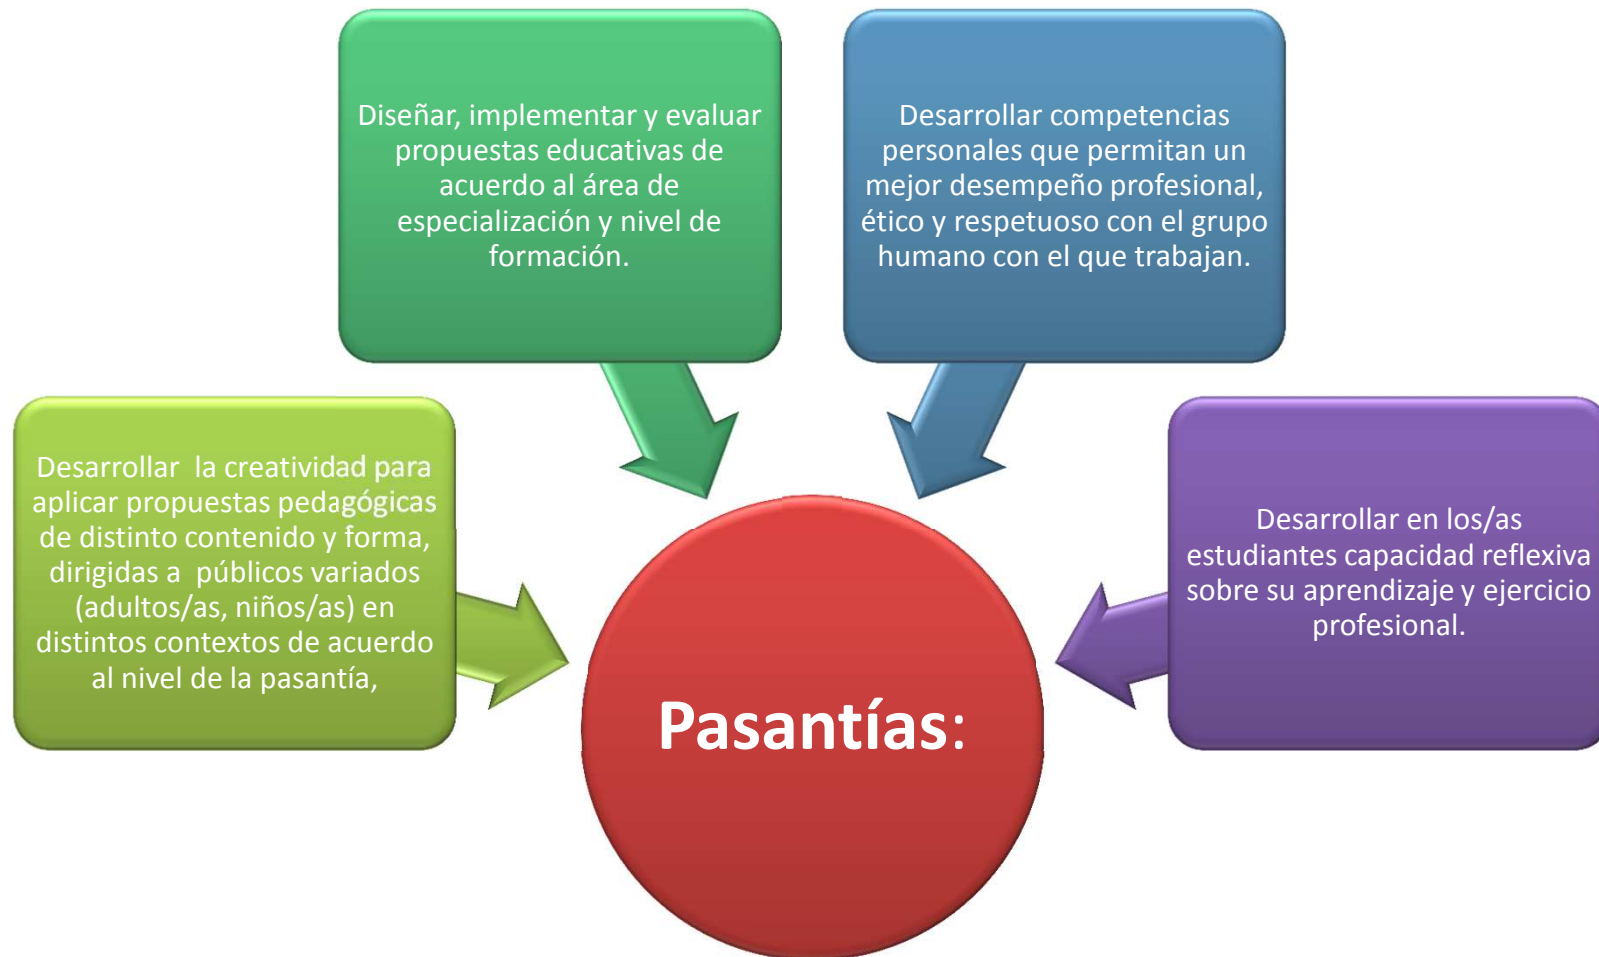 Diseñar, implementar y evaluar
propuestas educativas de
acuerdo al área de
especialización y nivel de
formación.
Desarrollar competencias
personales que permitan un
mejor desempeño profesional,
ético y respetuoso con el grupo
humano con el que trabajan.
Desarrollar  la creatividad para
aplicar propuestas pedagógicas
de distinto contenido y forma,
dirigidas a  públicos variados
(adultos/as, niños/as) en
distintos contextos de acuerdo
al nivel de la pasantía,
Desarrollar en los/as
estudiantes capacidad reflexiva
sobre su aprendizaje y ejercicio
profesional.
Pasantías: